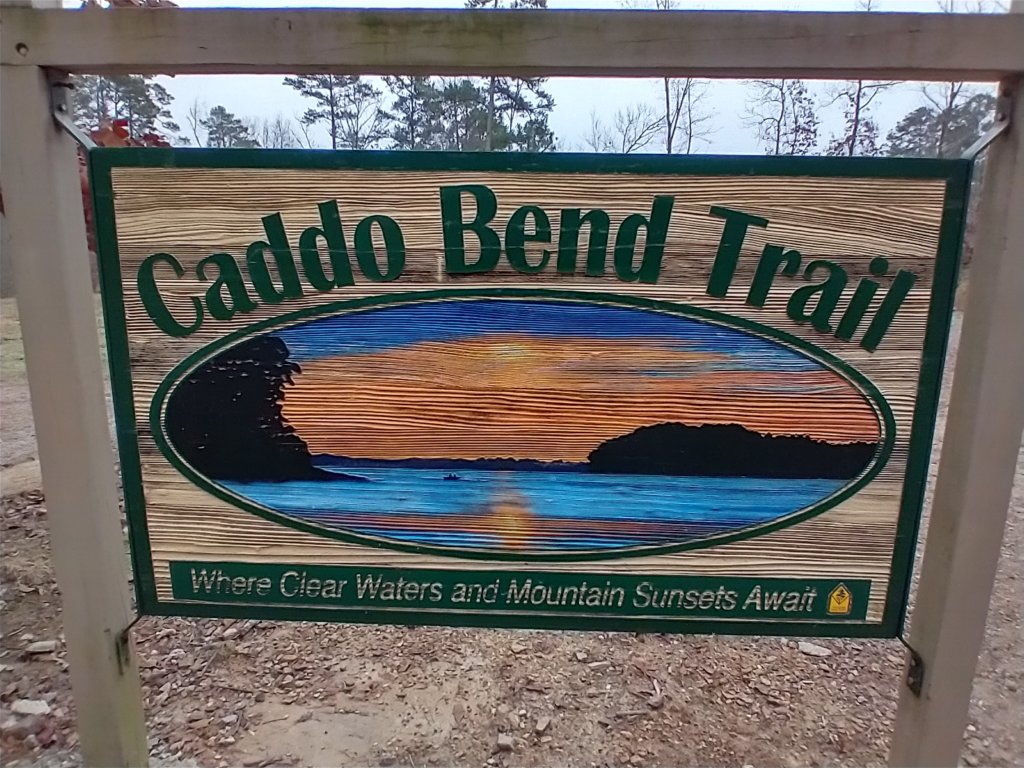 Caddo Bend Trail
Where Clear Waters and Mountain Sunsets Await